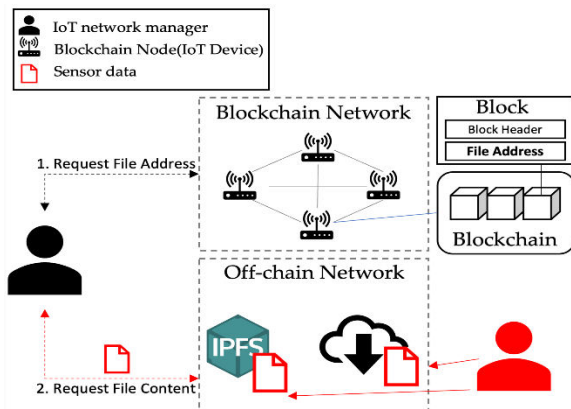 IoT network manager
Blockchain Node(IoT Device)
Sensor data
Blockchain Network
Block
Block Header
File Address
1. Request File Address
Blockchain
Off-chain Network
IPFS
2. Request File Content